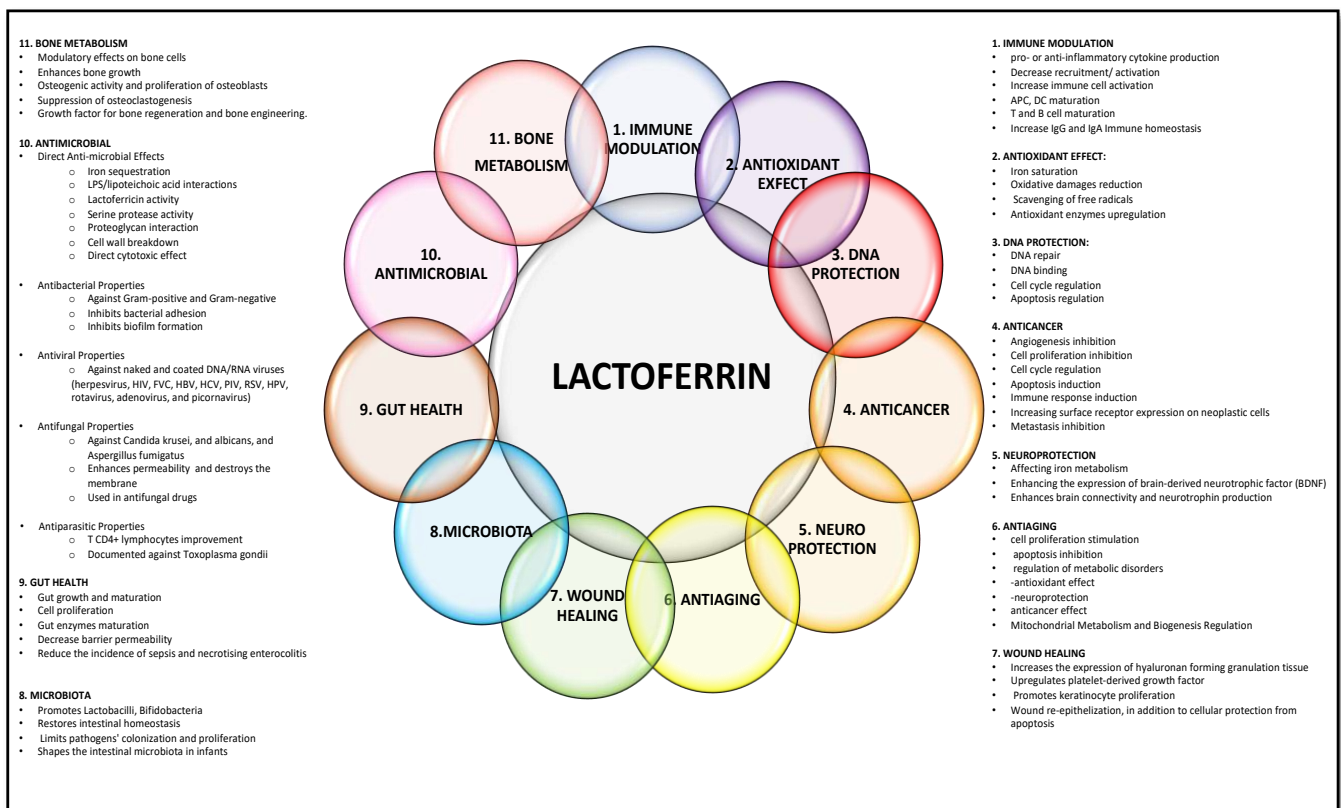 11. BONE METABOLISM
• Modulatory effects on bone cells
• Enhances bone growth
• Osteogenic activity and proliferation of osteoblasts
• Suppression of osteoclastogenesis
• Growth factor for bone regeneration and bone engineering.
10. ANTIMICROBIAL
• Direct Anti-microbial Effects
o Iron sequestration
o LPS/lipoteichoic acid interactions
o Lactoferricin activity
o Serine protease activity
o Proteoglycan interaction
o Cell wall breakdown
o Direct cytotoxic effect
• Antibacterial Properties
o Against Gram-positive and Gram-negative
o Inhibits bacterial adhesion
o Inhibits biofilm formation
• Antiviral Properties
o Against naked and coated DNA/RNA viruses
(herpesvirus, HIV, FVC, HBV, HCV, PIV, RSV, HPV,
rotavirus, adenovirus, and picornavirus)
• Antifungal Properties
o Against Candida krusei, and albicans, and
Aspergillus fumigatus
o Enhances permeability and destroys the
membrane
o Used in antifungal drugs
• Antiparasitic Properties
o T CD4+ lymphocytes improvement
o Documented against Toxoplasma gondii
9. GUT HEALTH
• Gut growth and maturation
• Cell proliferation
• Gut enzymes maturation
• Decrease barrier permeability
• Reduce the incidence of sepsis and necrotising enterocolitis
8. MICROBIOTA
• Promotes Lactobacilli, Bifidobacteria
• Restores intestinal homeostasis
• Limits pathogens' colonization and proliferation
• Shapes the intestinal microbiota in infants
1. IMMUNE
MODULATION
2. ANTIOXIDANT
EXFECT
3. DNA
PROTECTION
4. ANTICANCER
5. NEURO
PROTECTION
6. ANTIAGING
7. WOUND
HEALING
8.MICROBIOTA
9. GUT HEALTH
10.
ANTIMICROBIAL
11. BONE
METABOLISM
LACTOFERRIN
1. IMMUNE MODULATION
• pro- or anti-inflammatory cytokine production
• Decrease recruitment/ activation
• Increase immune cell activation
• APC, DC maturation
• T and B cell maturation
• Increase IgG and IgA Immune homeostasis
2. ANTIOXIDANT EFFECT:
• Iron saturation
• Oxidative damages reduction
• Scavenging of free radicals
• Antioxidant enzymes upregulation
3. DNA PROTECTION:
• DNA repair
• DNA binding
• Cell cycle regulation
• Apoptosis regulation
4. ANTICANCER
• Angiogenesis inhibition
• Cell proliferation inhibition
• Cell cycle regulation
• Apoptosis induction
• Immune response induction
• Increasing surface receptor expression on neoplastic cells
• Metastasis inhibition
5. NEUROPROTECTION
• Affecting iron metabolism
• Enhancing the expression of brain-derived neurotrophic factor (BDNF)
• Enhances brain connectivity and neurotrophin production
6. ANTIAGING
• cell proliferation stimulation
• apoptosis inhibition
• regulation of metabolic disorders
• -antioxidant effect
• -neuroprotection
• anticancer effect
• Mitochondrial Metabolism and Biogenesis Regulation
7. WOUND HEALING
• Increases the expression of hyaluronan forming granulation tissue
• Upregulates platelet-derived growth factor
• Promotes keratinocyte proliferation
• Wound re-epithelization, in addition to cellular protection from
apoptosis